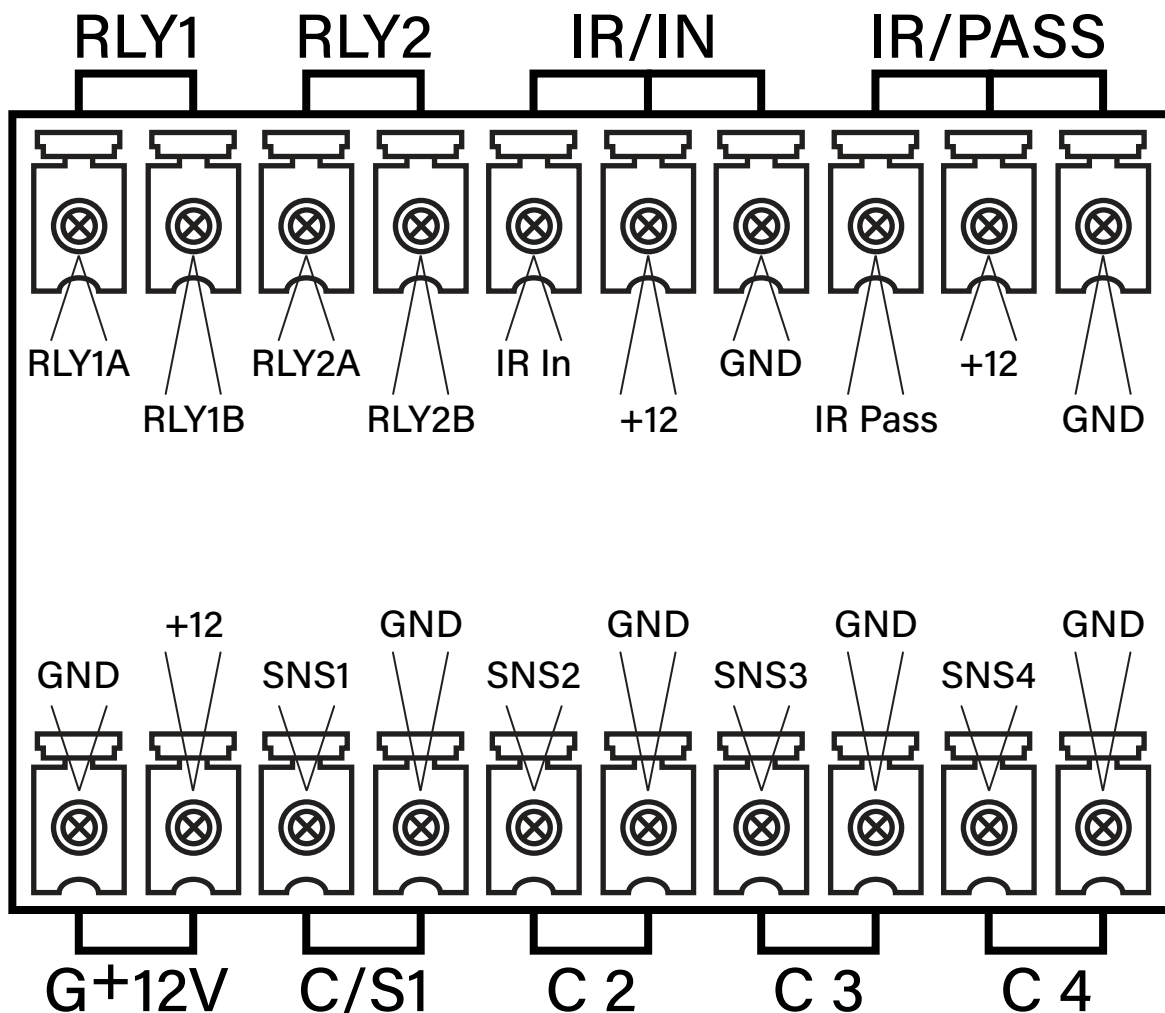 RLY1 RLY2 IR/IN IR/PASS
RLY1A RLY2A IR In GND +12
RLY1B RLY2B +12 IR Pass GND
+12 GND GND GND GND
GND SNS1 SNS2 SNS3 SNS4
G+12V C/S1 C 2 C 3 C 4